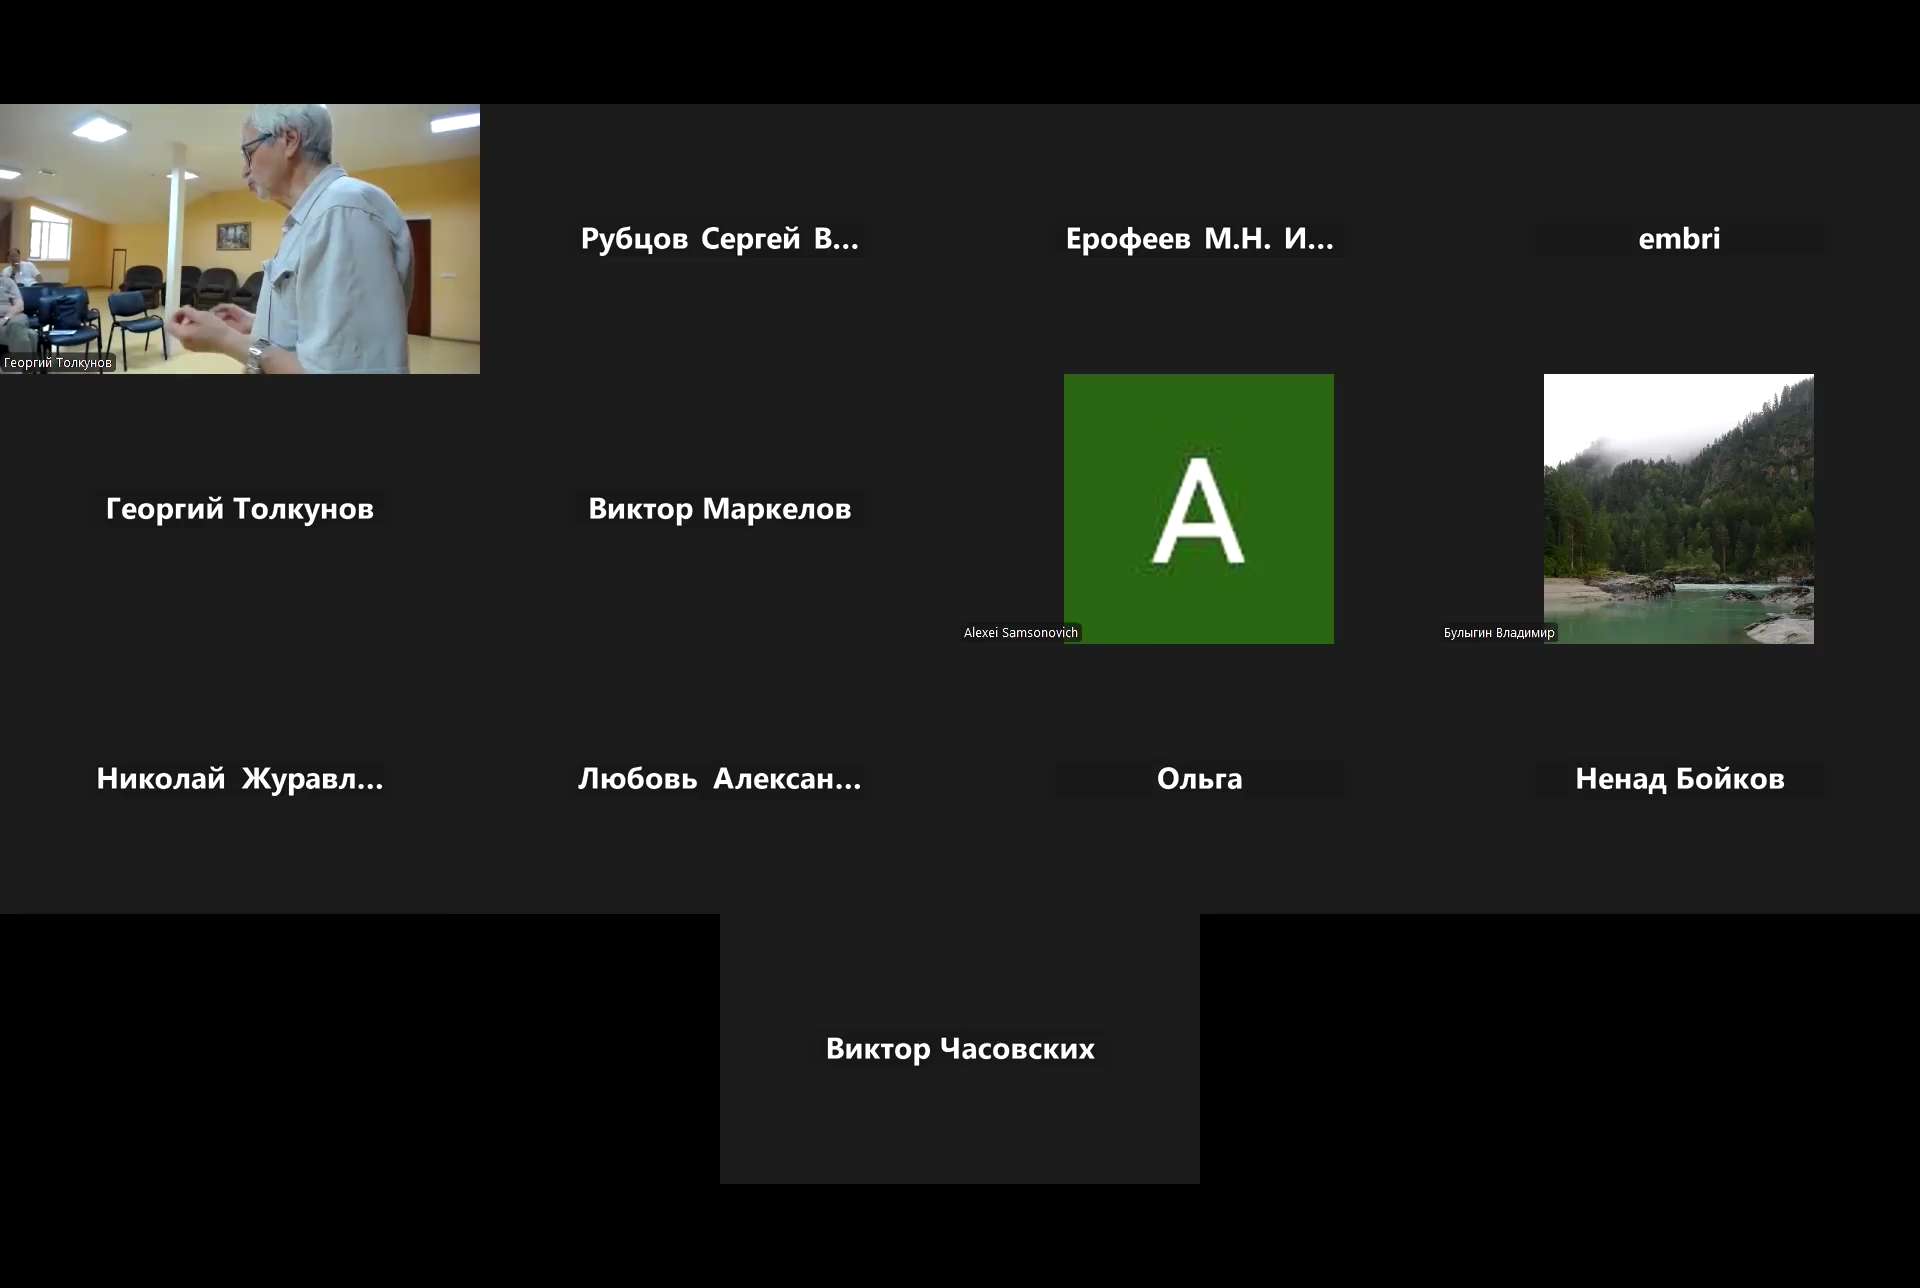 Георгий Толкунов
Рубцов Сергей В...
Ерофеев М.Н. И...
embri
Георгий Толкунов
Виктор Маркелов
A
Alexei Samsonovich
Булыгин Владимир
Николай Журавл...
Любовь Алексан...
Ольга
Ненад Бойков
Виктор Часовских